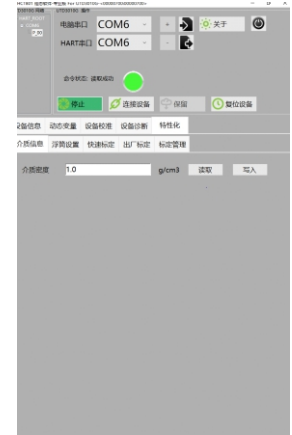 电脑串口 COM6 + 关于
HART串口 COM6 -
命令状态: 读取成功
停止 连接设备 保留 复位设备
设备信息 动态变量 设备校准 设备诊断 特性化
介质信息 浮筒设置 快速标定 出厂标定 标定管理
介质密度 1.0 g/cm3 读取 写入